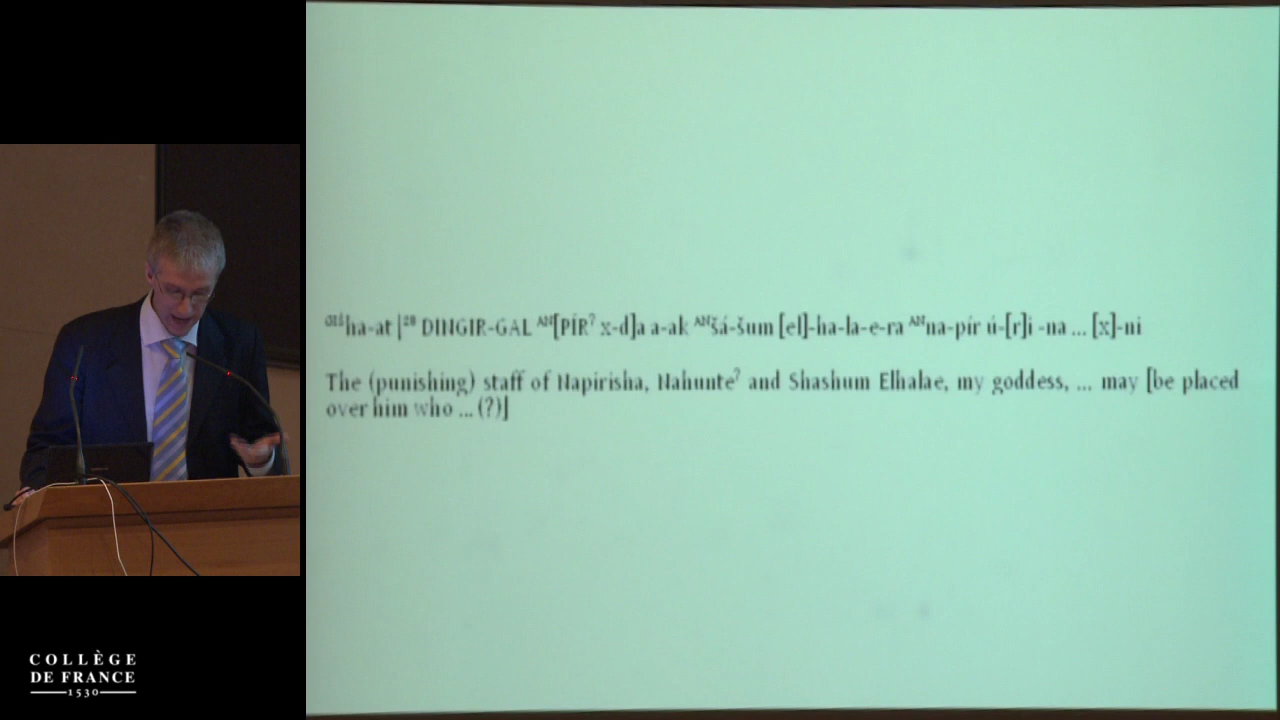 GIŠha-at |28 DINGIR-GAL AN[PÍR? x-d]a a-ak ANšá-šum [el]-ha-la-e-ra ANna-pír ú-[r]i -na ... [x]-ni
The (punishing) staff of Napirisha, Nahunte? and Shashum Elhalae, my goddess, ... may [be placed
over him who ... (?)]
COLLÈGE
DE FRANCE
1530